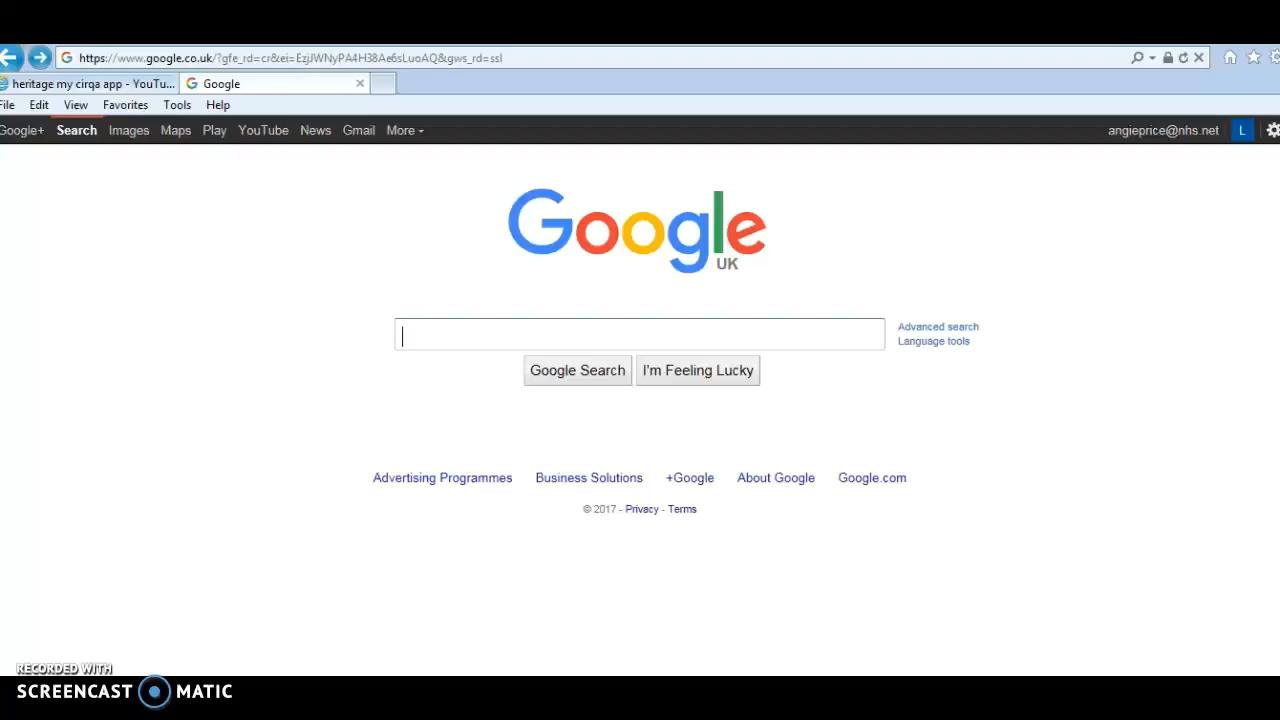 https://www.google.co.uk/?gfe_rd=cr&ei=EzjJWNyPA4H38Ae6sLuoAQ&gws_rd=ssl
heritage my cirqa app - YouTu... Google
File Edit View Favorites Tools Help
Google+ Search Images Maps Play YouTube News Gmail More angieprice@nhs.net L
Google
UK
Advanced search
Language tools
Google Search I'm Feeling Lucky
Advertising Programmes Business Solutions +Google About Google Google.com
© 2017 - Privacy - Terms
RECORDED WITH
SCREENCAST MATIC